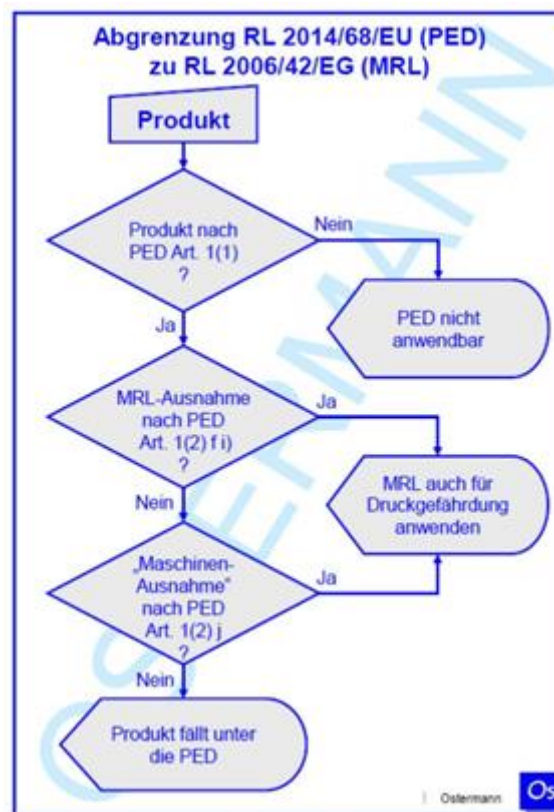 Abgrenzung RL 2014/68/EU (PED)
zu RL 2006/42/EG (MRL)
Produkt
Produkt nach
PED Art. 1(1)
?
Nein
PED nicht
anwendbar
Ja
MRL-Ausnahme
nach PED
Art. 1(2) f i)
?
Ja
MRL auch für
Druckgefährdung
anwenden
Nein
„Maschinen-
Ausnahme“
nach PED
Art. 1(2) j
?
Ja
Nein
Produkt fällt unter
die PED
OSTERMANN
Ostermann
Os